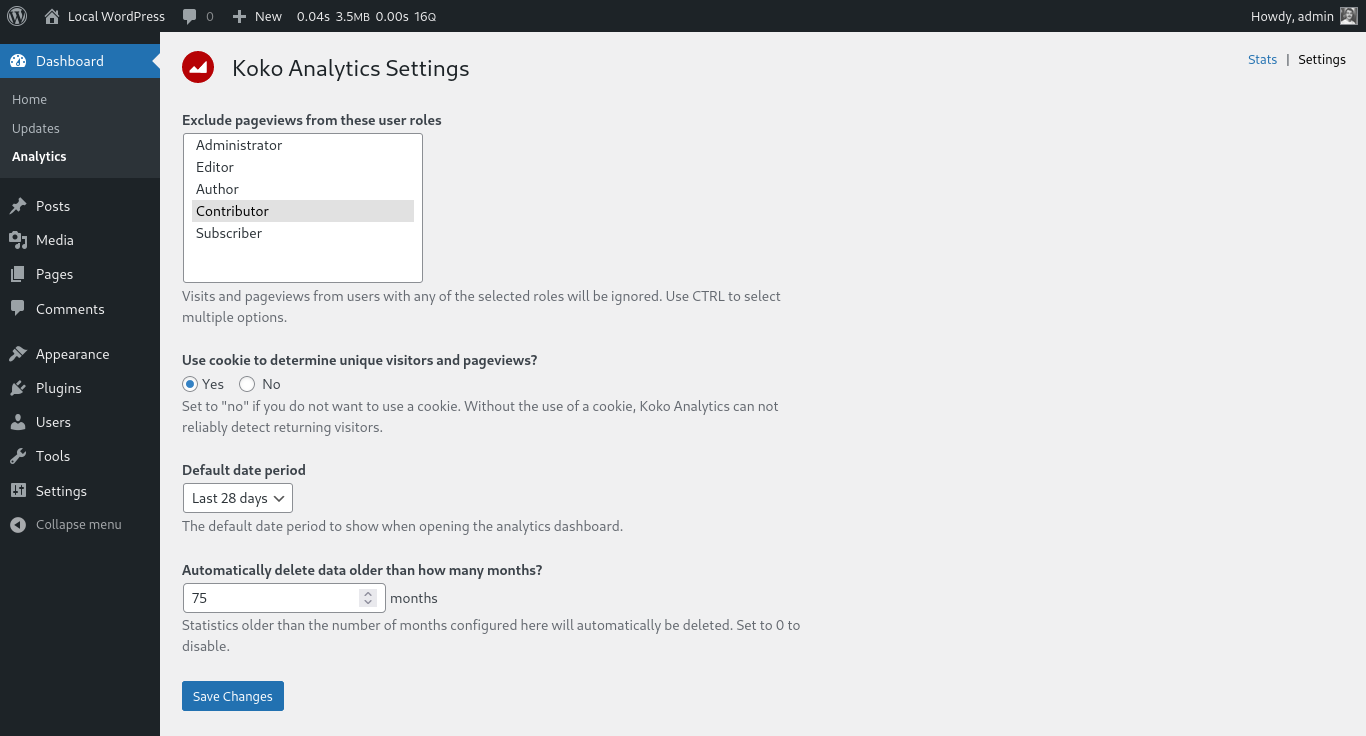 Local WordPress 0 New 0.04s 3.5MB 0.00s 16Q Howdy, admin
Dashboard
Home
Updates
Analytics
Posts
Media
Pages
Comments
Appearance
Plugins
Users
Tools
Settings
Collapse menu
Koko Analytics Settings
Stats | Settings
Exclude pageviews from these user roles
Administrator
Editor
Author
Contributor
Subscriber
Visits and pageviews from users with any of the selected roles will be ignored. Use CTRL to select
multiple options.
Use cookie to determine unique visitors and pageviews?
Yes No
Set to "no" if you do not want to use a cookie. Without the use of a cookie, Koko Analytics can not
reliably detect returning visitors.
Default date period
Last 28 days
The default date period to show when opening the analytics dashboard.
Automatically delete data older than how many months?
75 months
Statistics older than the number of months configured here will automatically be deleted. Set to 0 to
disable.
Save Changes